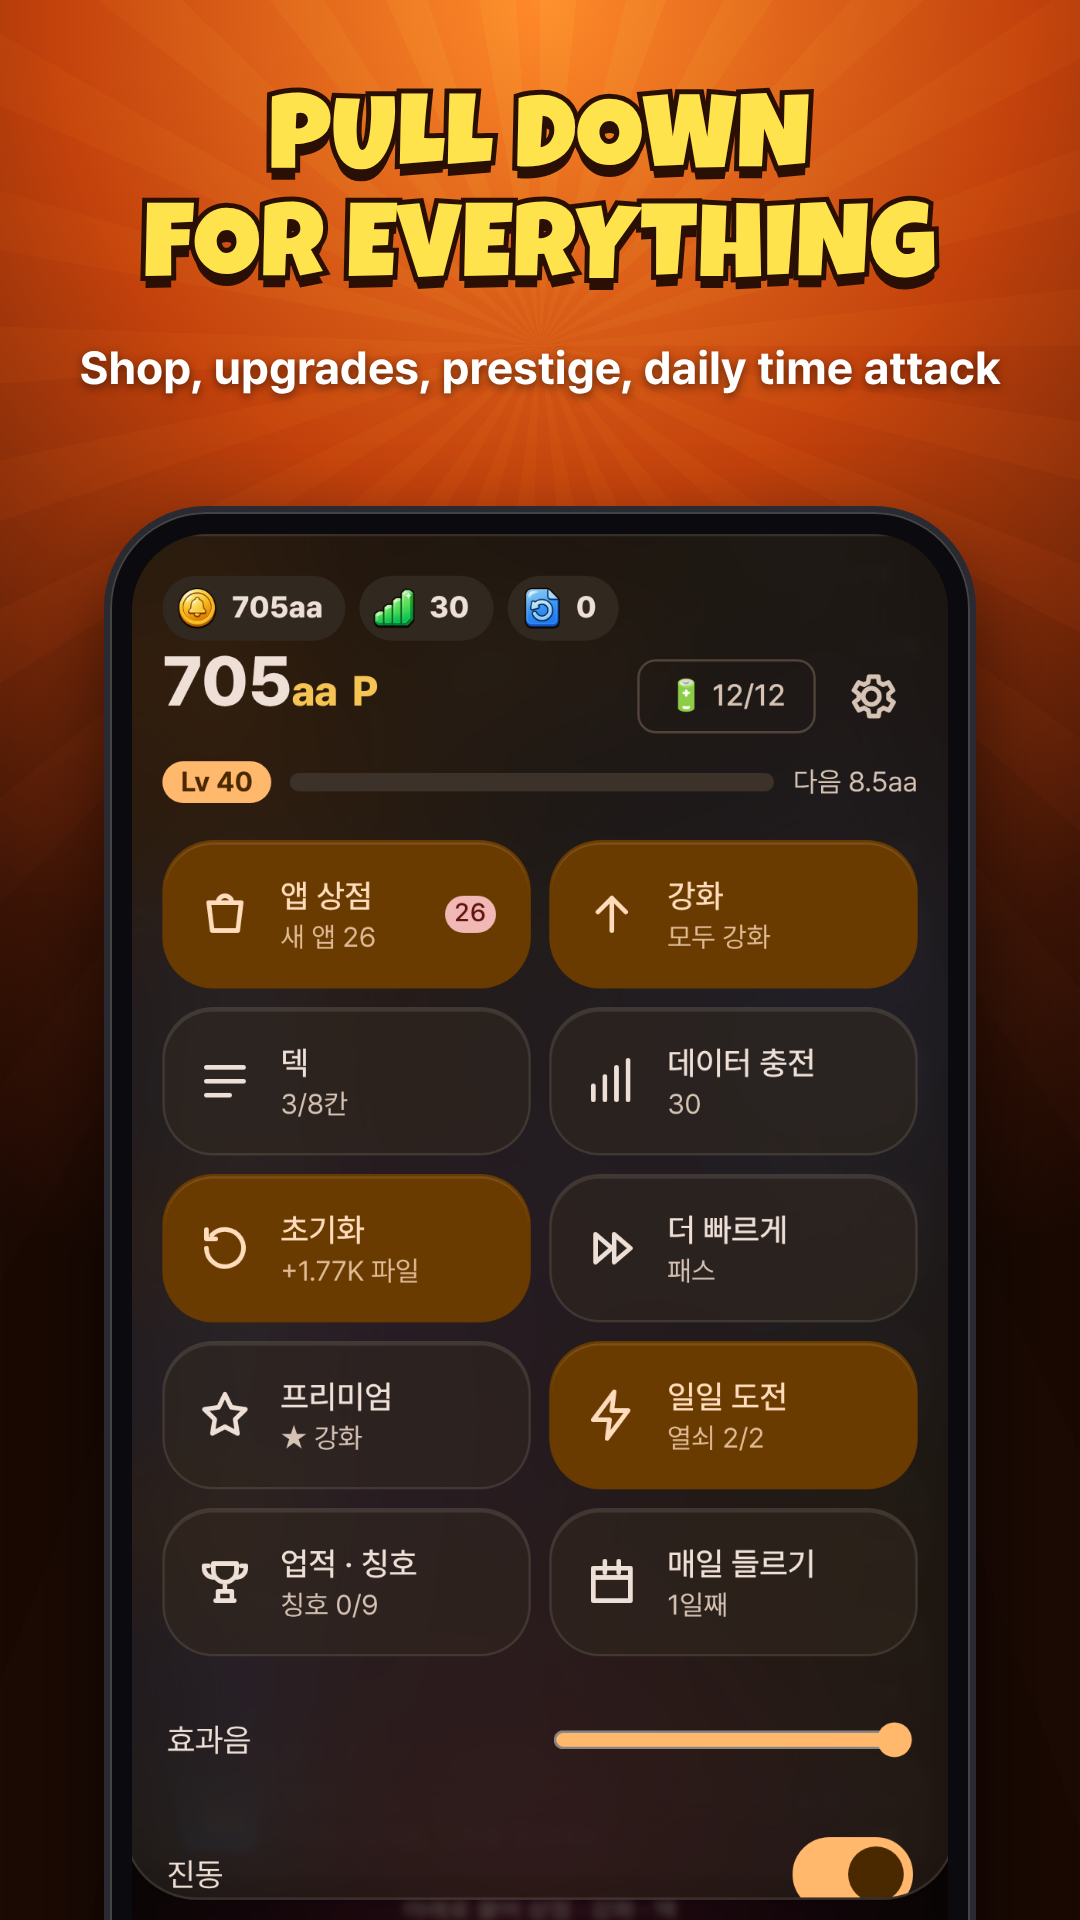 PULL DOWN
FOR EVERYTHING
Shop, upgrades, prestige, daily time attack
705aa 30 0
705aa P
12/12
Lv 40
다음 8.5aa
앱 상점
새 앱 26
26
강화
모두 강화
덱
3/8칸
데이터 충전
30
초기화
+1.77K 파일
더 빠르게
패스
프리미엄
★ 강화
일일 도전
열쇠 2/2
업적 · 칭호
칭호 0/9
매일 들르기
1일째
효과음
진동